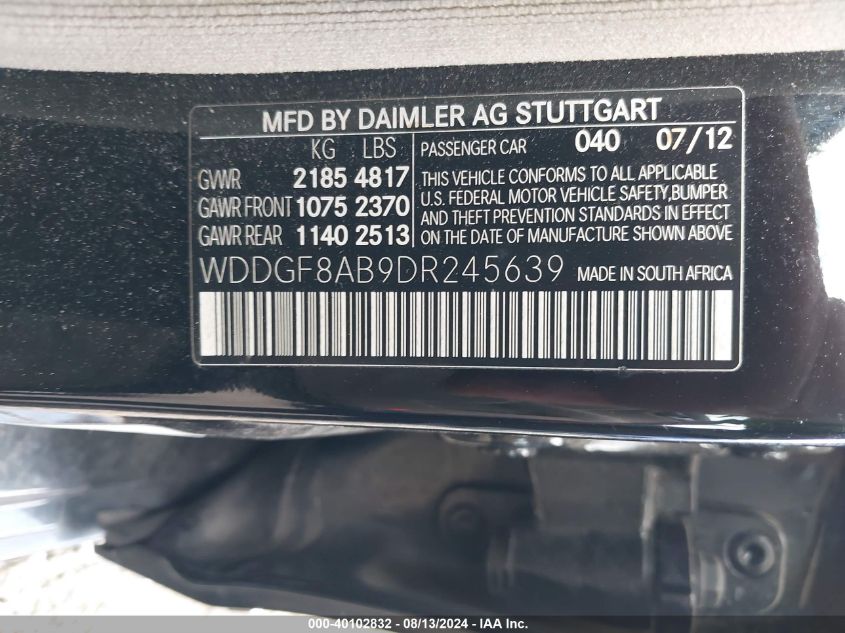 MFD BY DAIMLER AG STUTTGART
KG LBS
GVWR 2185 4817
GAWR FRONT 1075 2370
GAWR REAR 1140 2513
PASSENGER CAR 040 07/12
THIS VEHICLE CONFORMS TO ALL APPLICABLE
U.S. FEDERAL MOTOR VEHICLE SAFETY,BUMPER
AND THEFT PREVENTION STANDARDS IN EFFECT
ON THE DATE OF MANUFACTURE SHOWN ABOVE
WDDGF8AB9DR245639 MADE IN SOUTH AFRICA
000-40102832 - 08/13/2024 - IAA Inc.